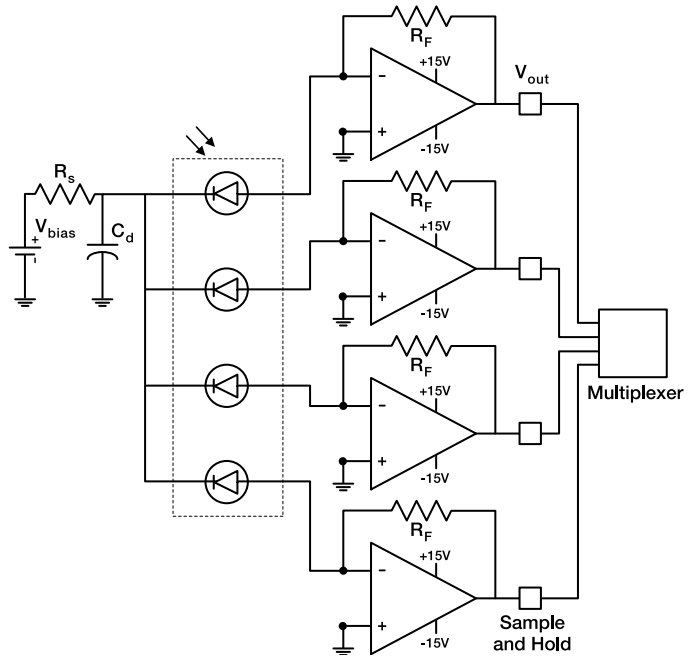 R_F
+15V
−
+
-15V
V_out
R_s
V_bias
+
-
C_d
R_F
+15V
−
+
-15V
Multiplexer
R_F
+15V
−
+
-15V
R_F
+15V
−
+
-15V
Sample
and Hold